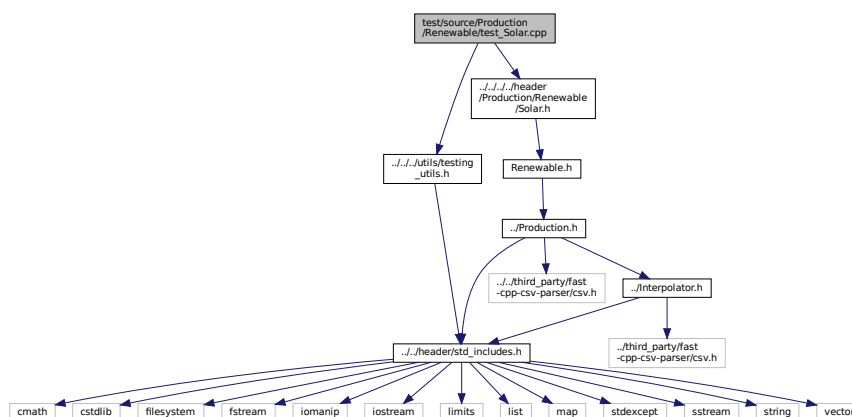 test/source/Production
/Renewable/test_Solar.cpp
../../../../header
/Production/Renewable
/Solar.h
../../../utils/testing
_utils.h
Renewable.h
../Production.h
../../third_party/fast
-cpp-csv-parser/csv.h
../Interpolator.h
../third_party/fast
-cpp-csv-parser/csv.h
../../header/std_includes.h
cmath
cstdlib
filesystem
fstream
iomanip
iostream
limits
list
map
stdexcept
sstream
string
vector